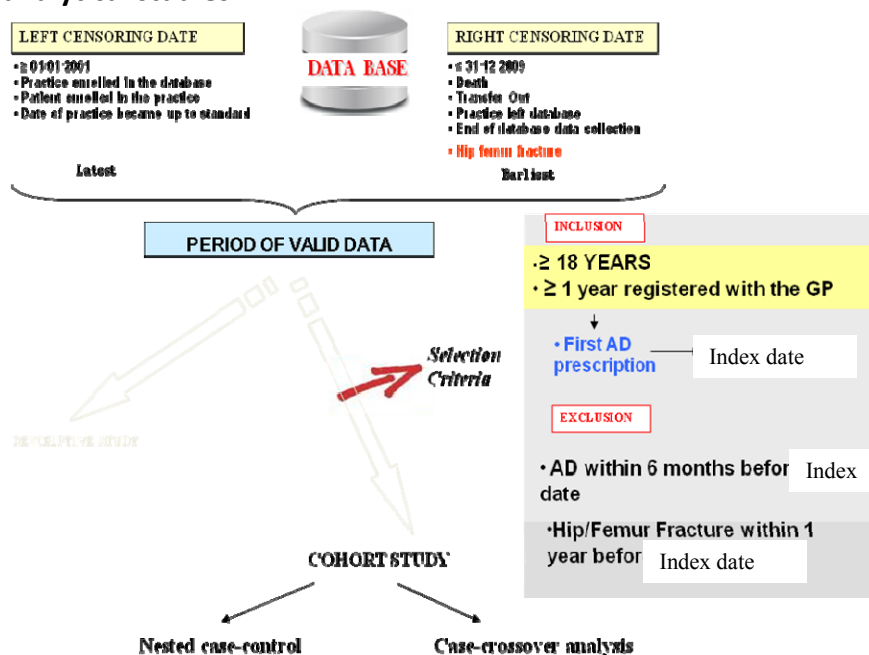 LEFT CENSORING DATE
• ≥ 01-01-2001
• Practice enrolled in the database
• Patient enrolled in the practice
• Date of practice became up to standard
Latest
DATA BASE
RIGHT CENSORING DATE
• ≤ 31-12 2009
• Death
• Transfer Out
• Practice left database
• End of database data collection
• Hip femur fracture
Earliest
PERIOD OF VALID DATA
Selection
Criteria
DESCRIPTIVE STUDY
INCLUSION
•≥ 18 YEARS
• ≥ 1 year registered with the GP
• First AD
prescription
Index date
EXCLUSION
• AD within 6 months before Index
date
•Hip/Femur Fracture within 1
year before Index date
COHORT STUDY
Nested case-control
Case-crossover analysis